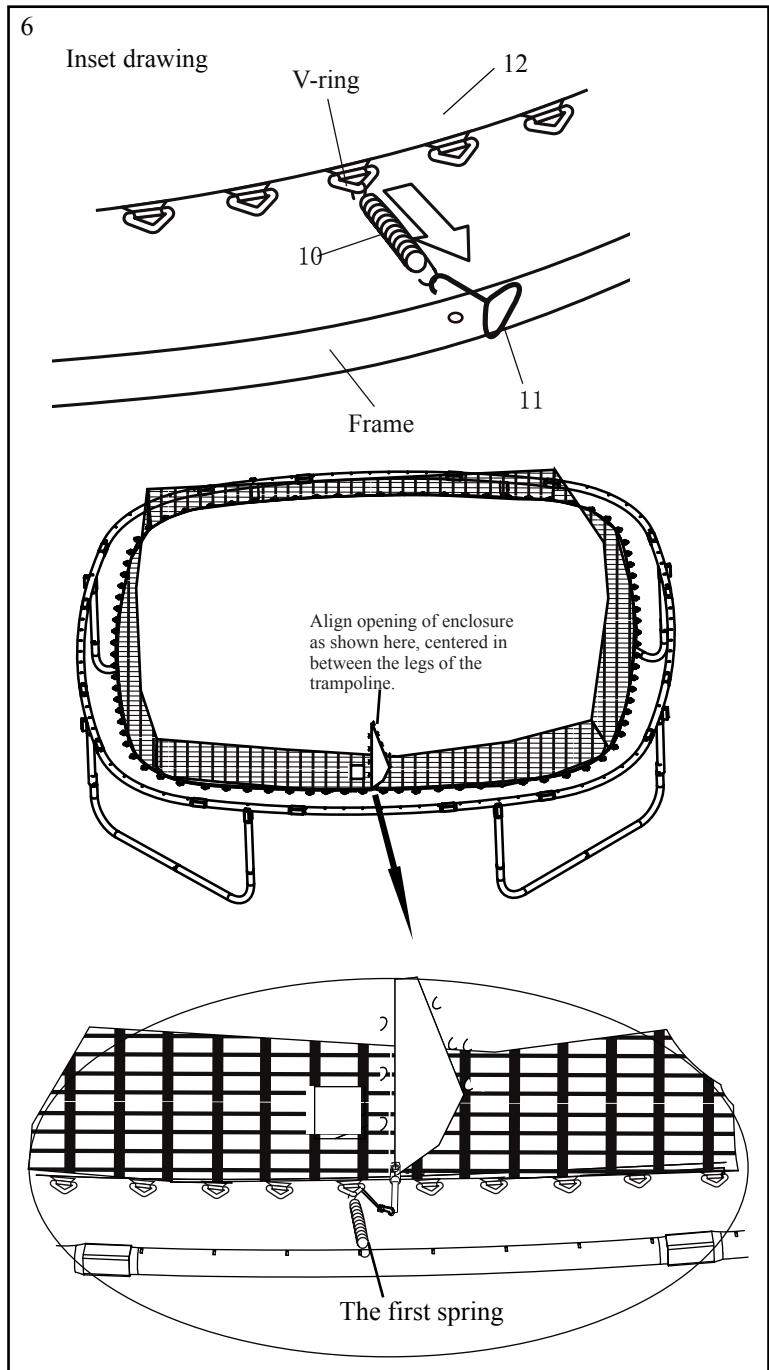 6
Inset drawing
V-ring
12
10
11
Frame
Align opening of enclosure
as shown here, centered in
between the legs of the
trampoline.
The first spring